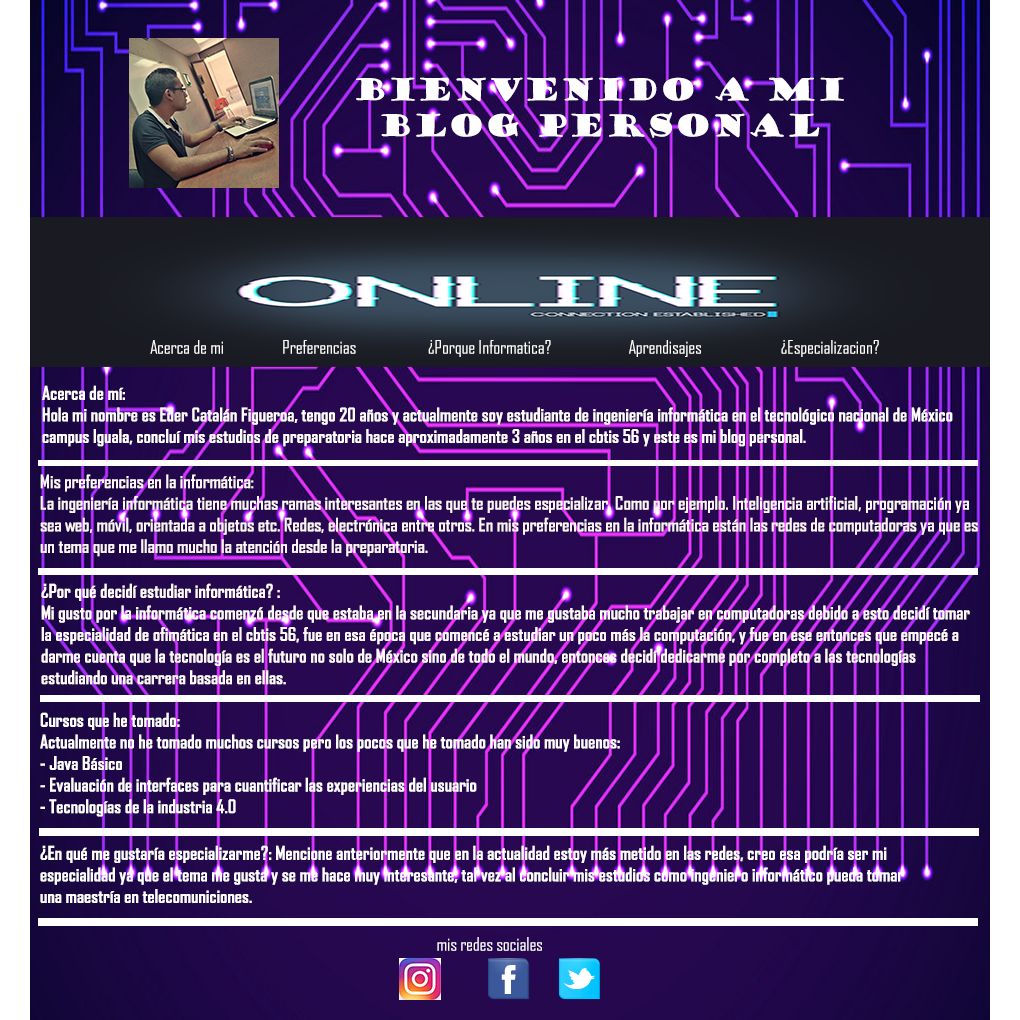 BIENVENIDO A MI
BLOG PERSONAL
ONLINE
CONNECTION ESTABLISHED
Acerca de mi Preferencias ¿Porque Informatica? Aprendisajes ¿Especializacion?
Acerca de mí:
Hola mi nombre es Eder Catalán Figueroa, tengo 20 años y actualmente soy estudiante de ingeniería informática en el tecnológico nacional de México
campus Iguala, concluí mis estudios de preparatoria hace aproximadamente 3 años en el cbtis 56 y este es mi blog personal.
Mis preferencias en la informática:
La ingeniería informática tiene muchas ramas interesantes en las que te puedes especializar. Como por ejemplo. Inteligencia artificial, programación ya
sea web, móvil, orientada a objetos etc. Redes, electrónica entre otros. En mis preferencias en la informática están las redes de computadoras ya que es
un tema que me llamo mucho la atención desde la preparatoria.
¿Por qué decidí estudiar informática? :
Mi gusto por la informática comenzó desde que estaba en la secundaria ya que me gustaba mucho trabajar en computadoras debido a esto decidí tomar
la especialidad de ofimática en el cbtis 56, fue en esa época que comencé a estudiar un poco más la computación, y fue en ese entonces que empecé a
darme cuenta que la tecnología es el futuro no solo de México sino de todo el mundo, entonces decidí dedicarme por completo a las tecnologías
estudiando una carrera basada en ellas.
Cursos que he tomado:
Actualmente no he tomado muchos cursos pero los pocos que he tomado han sido muy buenos:
- Java Básico
- Evaluación de interfaces para cuantificar las experiencias del usuario
- Tecnologías de la industria 4.0
¿En qué me gustaría especializarme?: Mencione anteriormente que en la actualidad estoy más metido en las redes, creo esa podría ser mi
especialidad ya que el tema me gusta y se me hace muy interesante, tal vez al concluir mis estudios como ingeniero informático pueda tomar
una maestría en telecomuniciones.
mis redes sociales